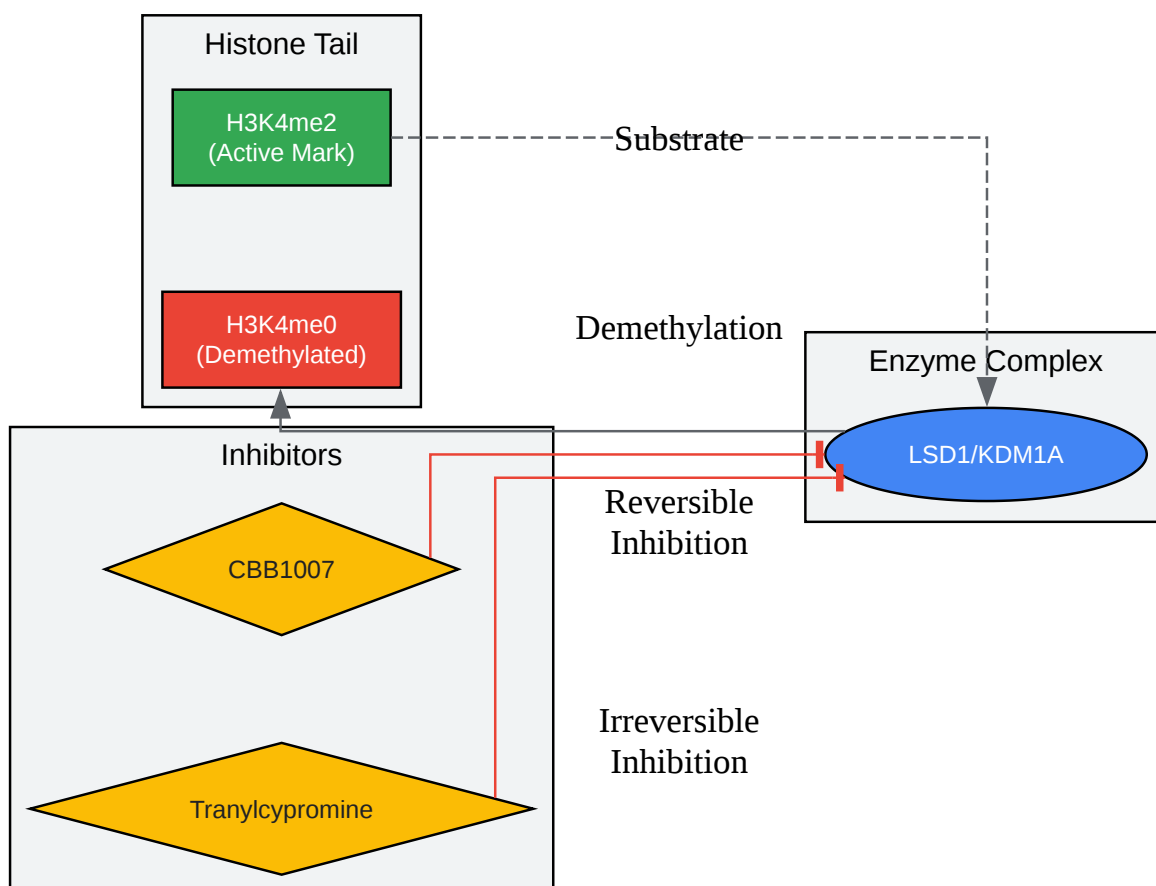 Histone Tail
H3K4me2
(Active Mark)
Substrate
H3K4me0
(Demethylated)
Demethylation
Enzyme Complex
LSD1/KDM1A
Inhibitors
CBB1007
Reversible
Inhibition
Tranylcypromine
Irreversible
Inhibition